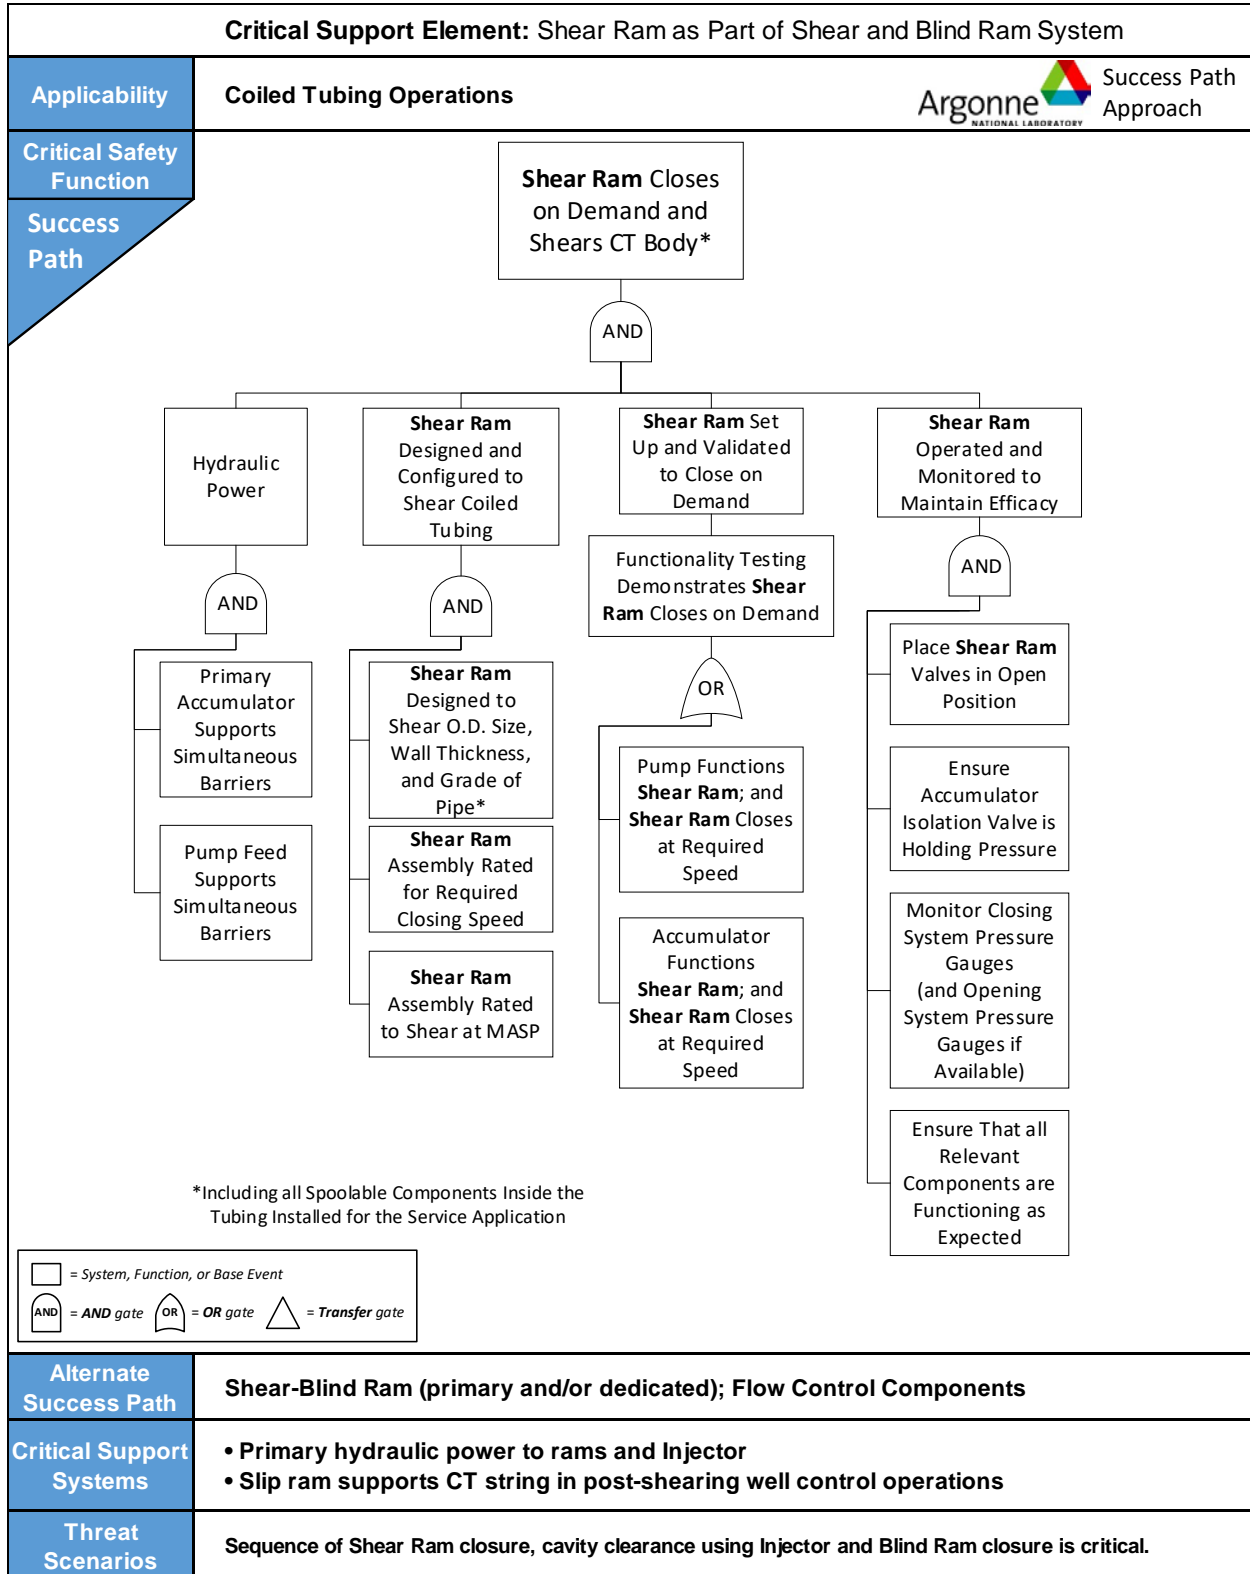 Critical Support Element: Shear Ram as Part of Shear and Blind Ram System
Applicability
Coiled Tubing Operations
Argonne
NATIONAL LABORATORY
Success Path
Approach
Critical Safety
Function
Success
Path
Shear Ram Closes
on Demand and
Shears CT Body*
AND
Hydraulic
Power
AND
Primary
Accumulator
Supports
Simultaneous
Barriers
Pump Feed
Supports
Simultaneous
Barriers
Shear Ram
Designed and
Configured to
Shear Coiled
Tubing
AND
Shear Ram
Designed to
Shear O.D. Size,
Wall Thickness,
and Grade of
Pipe*
Shear Ram
Assembly Rated
for Required
Closing Speed
Shear Ram
Assembly Rated
to Shear at MASP
Shear Ram Set
Up and Validated
to Close on
Demand
Functionality Testing
Demonstrates Shear
Ram Closes on Demand
OR
Pump Functions
Shear Ram; and
Shear Ram Closes
at Required
Speed
Accumulator
Functions
Shear Ram; and
Shear Ram Closes
at Required
Speed
Shear Ram
Operated and
Monitored to
Maintain Efficacy
AND
Place Shear Ram
Valves in Open
Position
Ensure
Accumulator
Isolation Valve is
Holding Pressure
Monitor Closing
System Pressure
Gauges
(and Opening
System Pressure
Gauges if
Available)
Ensure That all
Relevant
Components are
Functioning as
Expected
*Including all Spoolable Components Inside the
Tubing Installed for the Service Application
= System, Function, or Base Event
AND = AND gate OR = OR gate = Transfer gate
Alternate
Success Path
Shear-Blind Ram (primary and/or dedicated); Flow Control Components
Critical Support
Systems
• Primary hydraulic power to rams and Injector
• Slip ram supports CT string in post-shearing well control operations
Threat
Scenarios
Sequence of Shear Ram closure, cavity clearance using Injector and Blind Ram closure is critical.